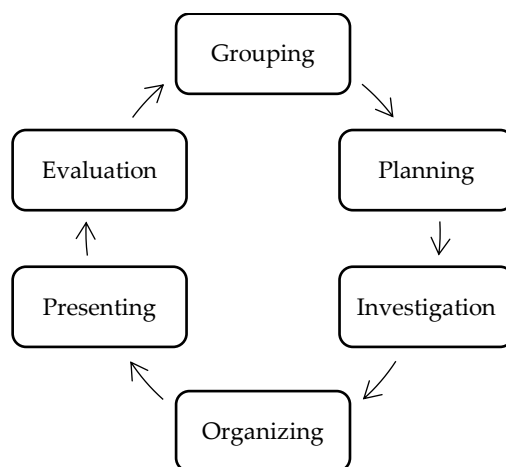 Grouping
Planning
Investigation
Organizing
Presenting
Evaluation